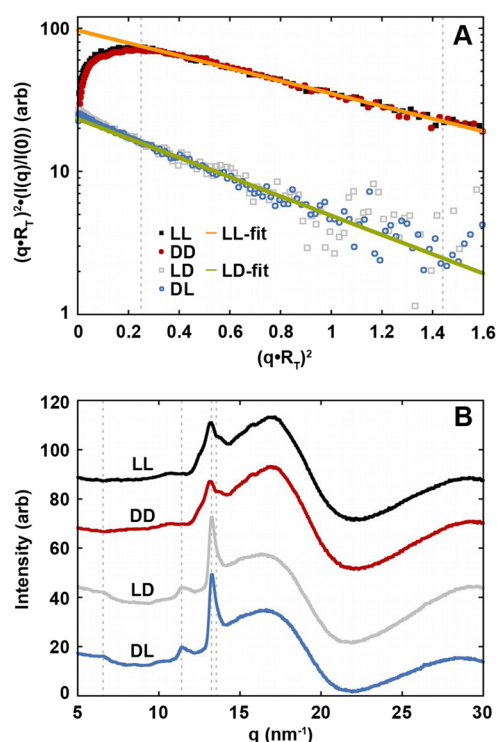 A
100
10
1
(q•R_T)²•(I(q)/I(0)) (arb)
LL LL-fit
DD
LD LD-fit
DL
0 0.2 0.4 0.6 0.8 1 1.2 1.4 1.6
(q•R_T)²
B
120
100
80
60
40
20
0
Intensity (arb)
LL
DD
LD
DL
5 10 15 20 25 30
q (nm⁻¹)